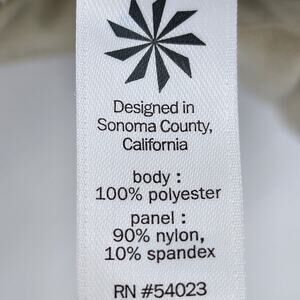 Designed in
Sonoma County,
California
body :
100% polyester
panel :
90% nylon,
10% spandex
RN #54023